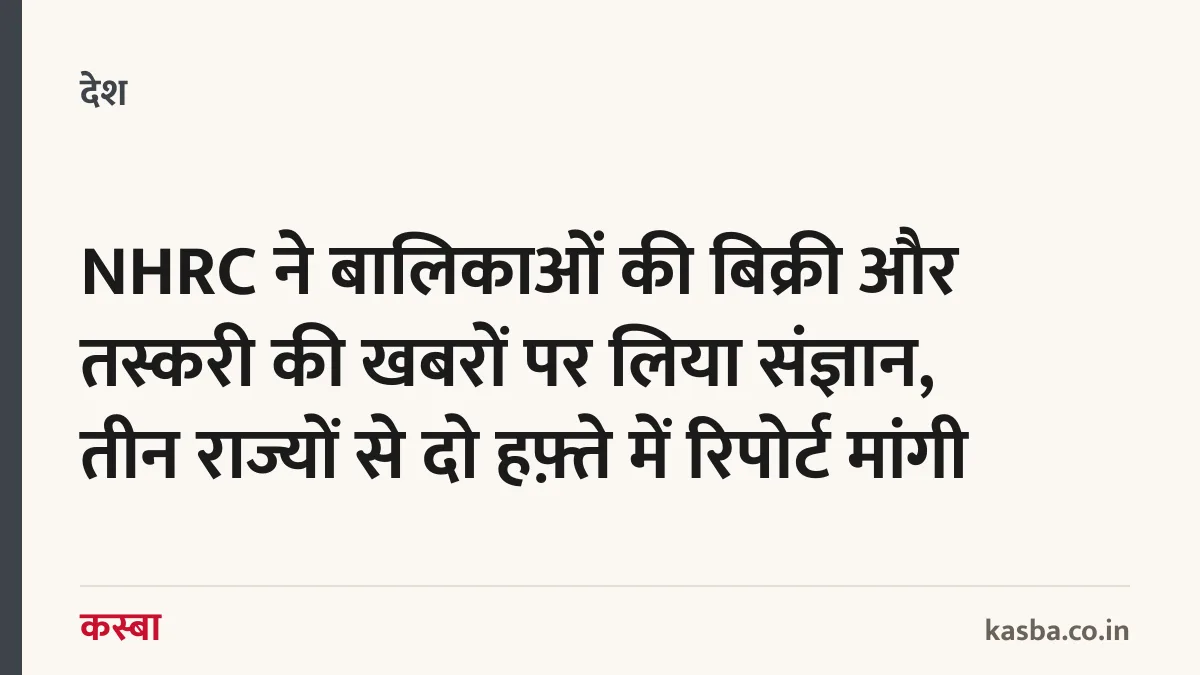 देश
NHRC ने बालिकाओं की बिक्री और
तस्करी की खबरों पर लिया संज्ञान,
तीन राज्यों से दो हफ़्ते में रिपोर्ट मांगी
कस्बा
kasba.co.in